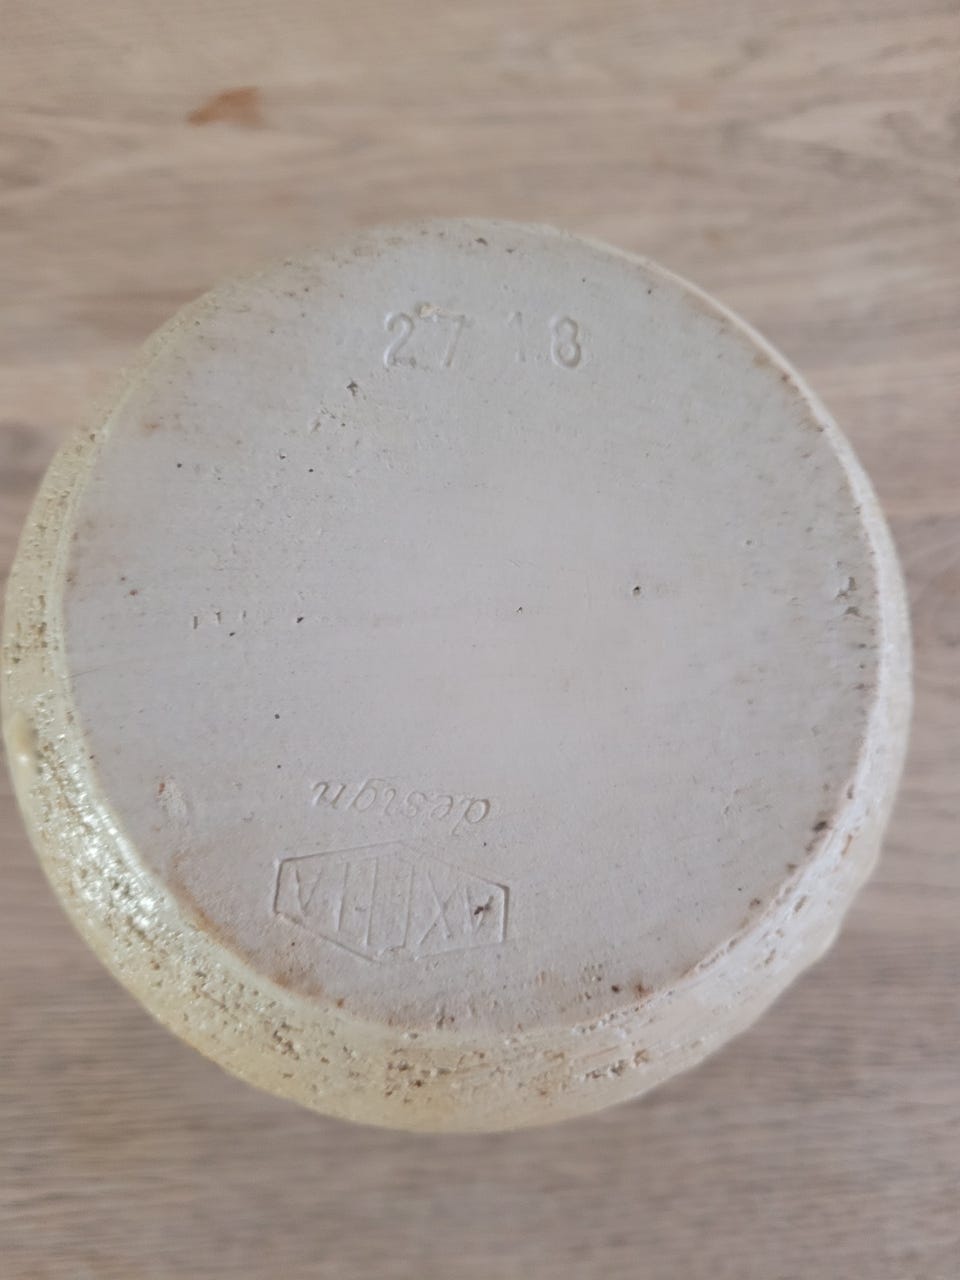 27 18
AXELLA
design